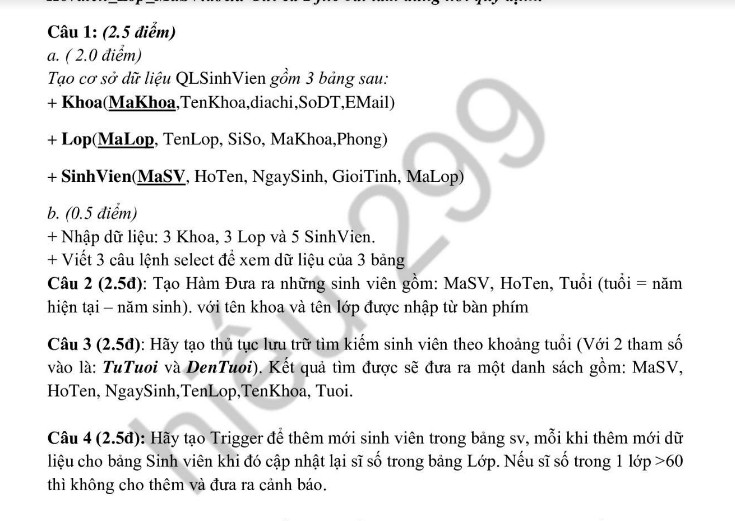 Câu 1: (2.5 điểm)
a. ( 2.0 điểm)
Tạo cơ sở dữ liệu QLSinhVien gồm 3 bảng sau:
+ Khoa(MaKhoa,TenKhoa,diachi,SoDT,EMail)
+ Lop(MaLop, TenLop, SiSo, MaKhoa,Phong)
+ SinhVien(MaSV, HoTen, NgaySinh, GioiTinh, MaLop)
b. (0.5 điểm)
+ Nhập dữ liệu: 3 Khoa, 3 Lop và 5 SinhVien.
+ Viết 3 câu lệnh select để xem dữ liệu của 3 bảng
Câu 2 (2.5đ): Tạo Hàm Đưa ra những sinh viên gồm: MaSV, HoTen, Tuổi (tuổi = năm
hiện tại – năm sinh). với tên khoa và tên lớp được nhập từ bàn phím
Câu 3 (2.5đ): Hãy tạo thủ tục lưu trữ tìm kiếm sinh viên theo khoảng tuổi (Với 2 tham số
vào là: TuTuoi và DenTuoi). Kết quả tìm được sẽ đưa ra một danh sách gồm: MaSV,
HoTen, NgaySinh,TenLop,TenKhoa, Tuoi.
Câu 4 (2.5đ): Hãy tạo Trigger để thêm mới sinh viên trong bảng sv, mỗi khi thêm mới dữ
liệu cho bảng Sinh viên khi đó cập nhật lại sĩ số trong bảng Lớp. Nếu sĩ số trong 1 lớp >60
thì không cho thêm và đưa ra cảnh báo.
hiếu 299